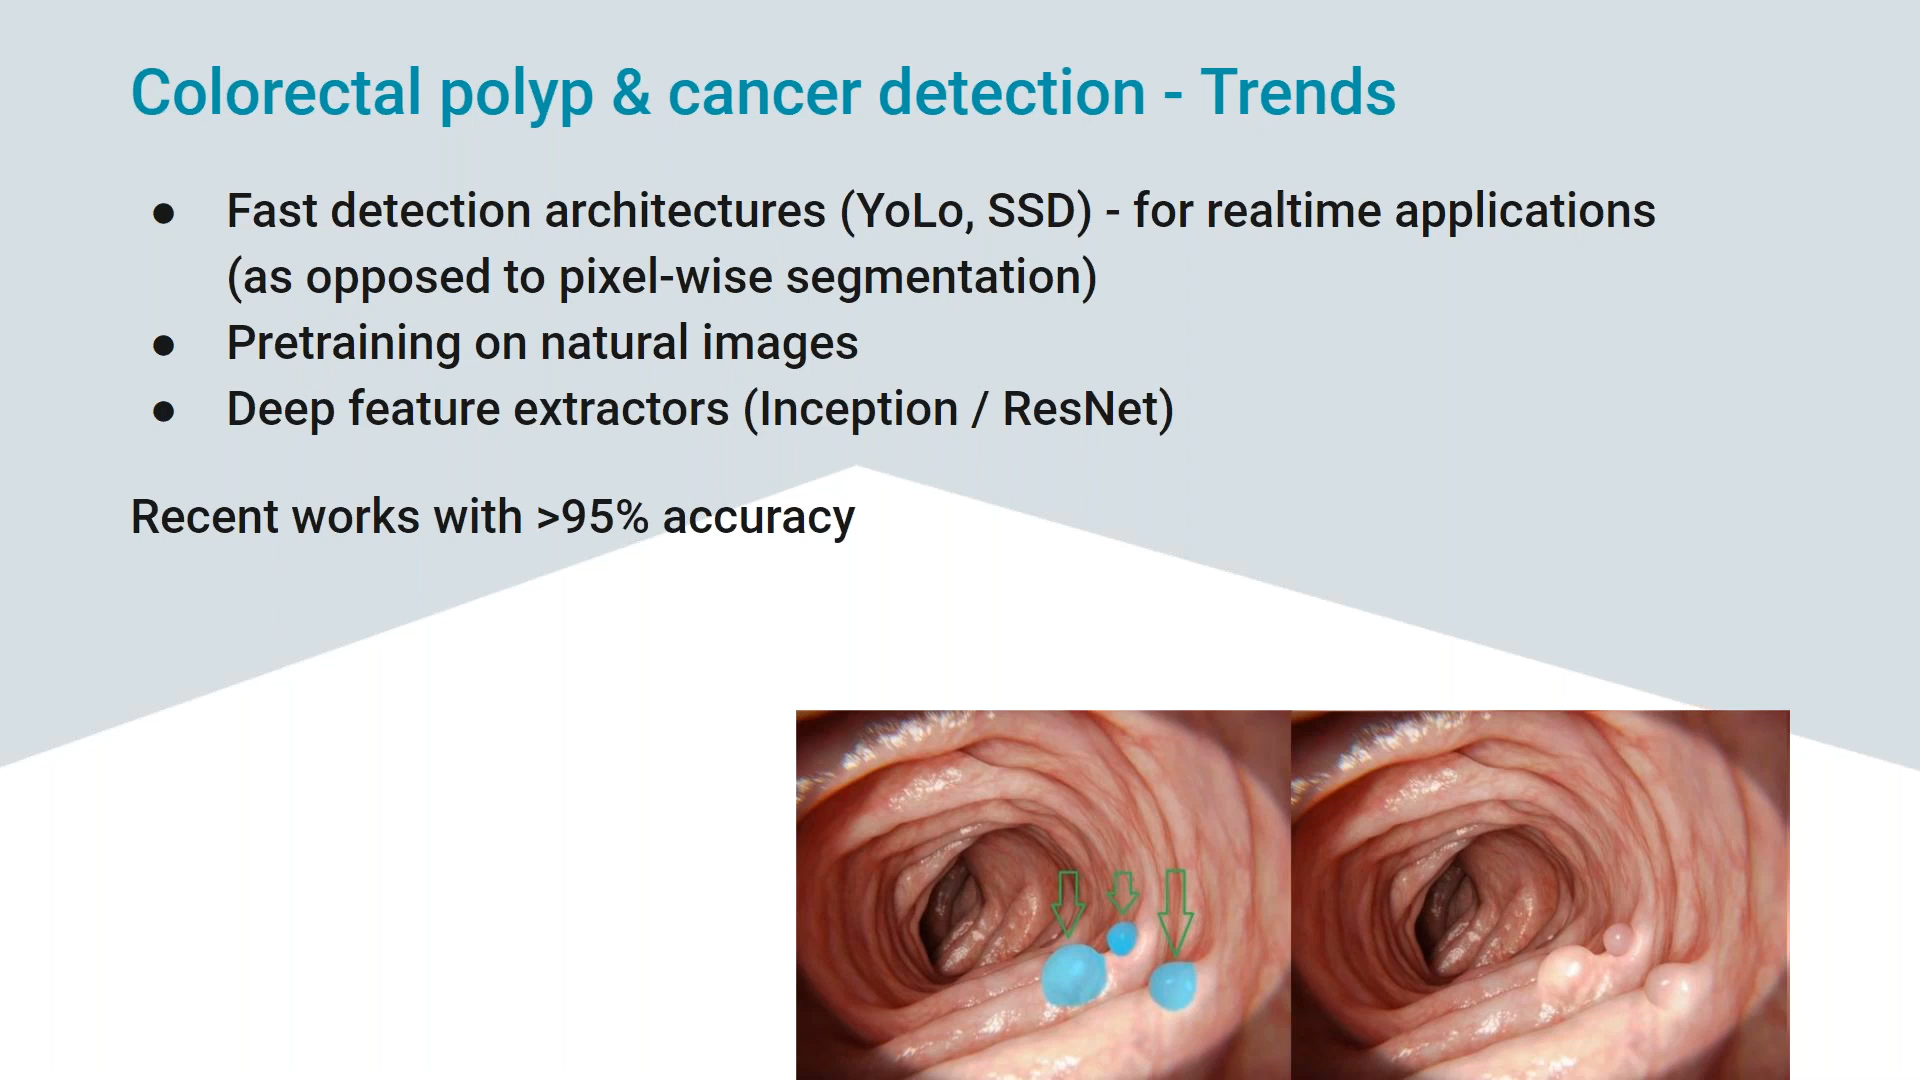 Colorectal polyp & cancer detection - Trends
● Fast detection architectures (YoLo, SSD) - for realtime applications
(as opposed to pixel-wise segmentation)
● Pretraining on natural images
● Deep feature extractors (Inception / ResNet)
Recent works with >95% accuracy